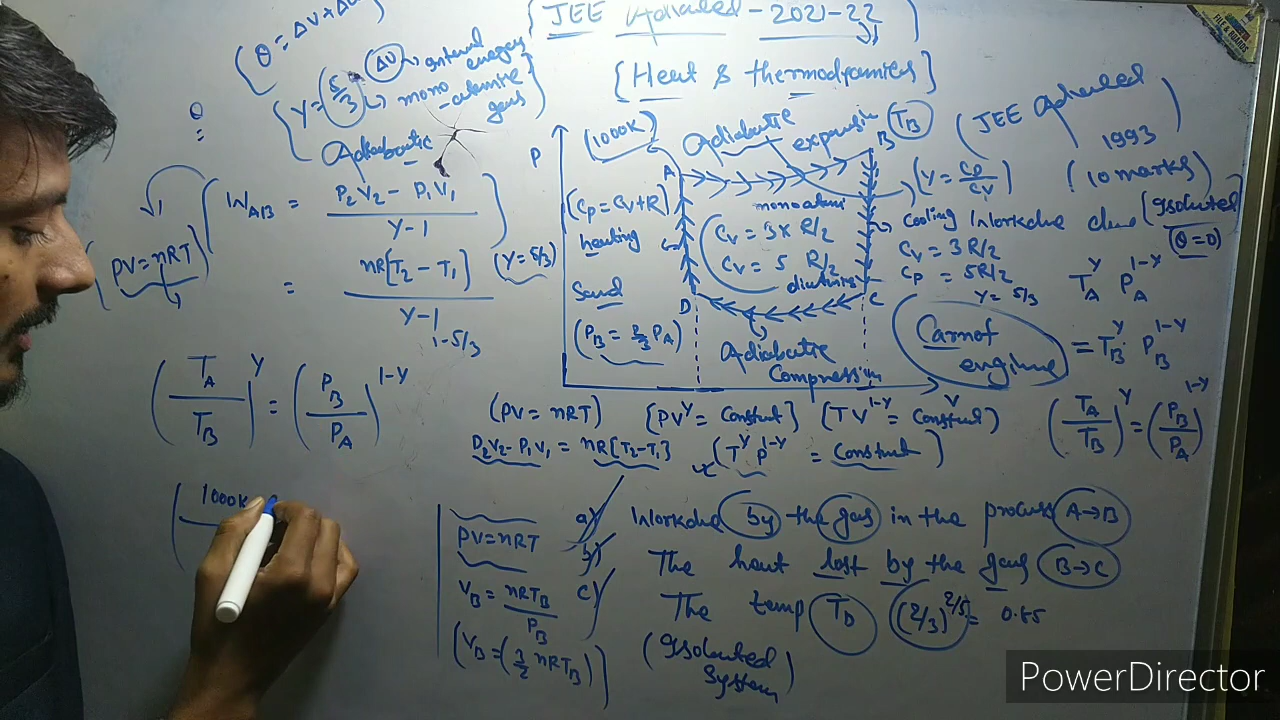 (JEE Advanced - 2021-22)
[Heat & thermodynamics]
(JEE Advanced 1993
(10 marks)
(Q = ΔV + ΔU
ΔU → internal energy
γ = (5/3) → mono
-atomic gas
Adiabatic
W_AB = (P₂V₂ - P₁V₁)/(γ-1)
(PV = nRT)
= nR[T₂ - T₁]/(γ-1)
(γ = 5/3)
1-5/3
(T_A/T_B)^γ = (P_B/P_A)^(1-γ)
(1000K
P
(1000K)
Adiabatic expansion
A
B (T_B)
(γ = Cp/Cv)
(Cp = Cv+R)
heating
monoatomic
Cv = 3 × R/2
Cv = 5 R/2
diatomic
Cooling Workdone
(Isolated
(Q=0)
Cv = 3R/2
Cp = 5R/2
γ = 5/3
D
C
(P_B = 2/3 P_A)
Adiabatic
Compression
V
Carnot
engine
T_A^γ P_A^(1-γ)
= T_B^γ P_B^(1-γ)
(T_A/T_B)^γ = (P_B/P_A)^(1-γ)
(PV = nRT) [PV^γ = Constant] (TV^(1-γ) = Constant)
P₂V₂ - P₁V₁ = nR[T₂-T₁] (T^γ P^(1-γ) = Constant)
PV = nRT
V_B = nRT_B/P_B
(V_B = (3/2 nRT_B))
a) Workdue by the gas in the process A→B
b) The heat lost by the gas B→C
c) The temp T_D (2/3)^(2/5) = 0.85
(Isolated
System)
PowerDirector